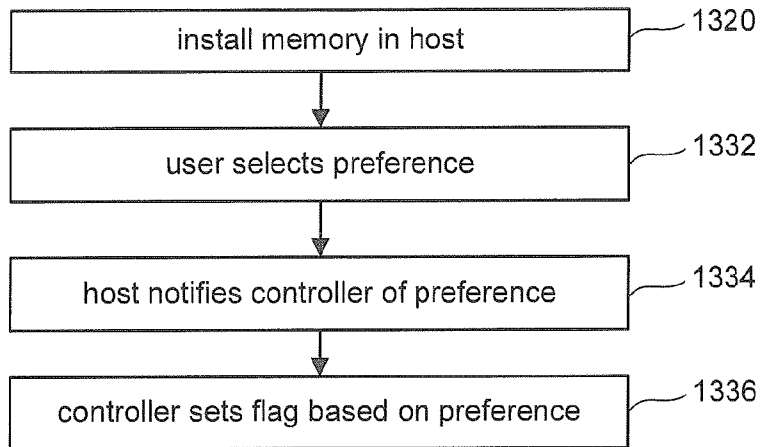 install memory in host
1320
user selects preference
1332
host notifies controller of preference
1334
controller sets flag based on preference
1336